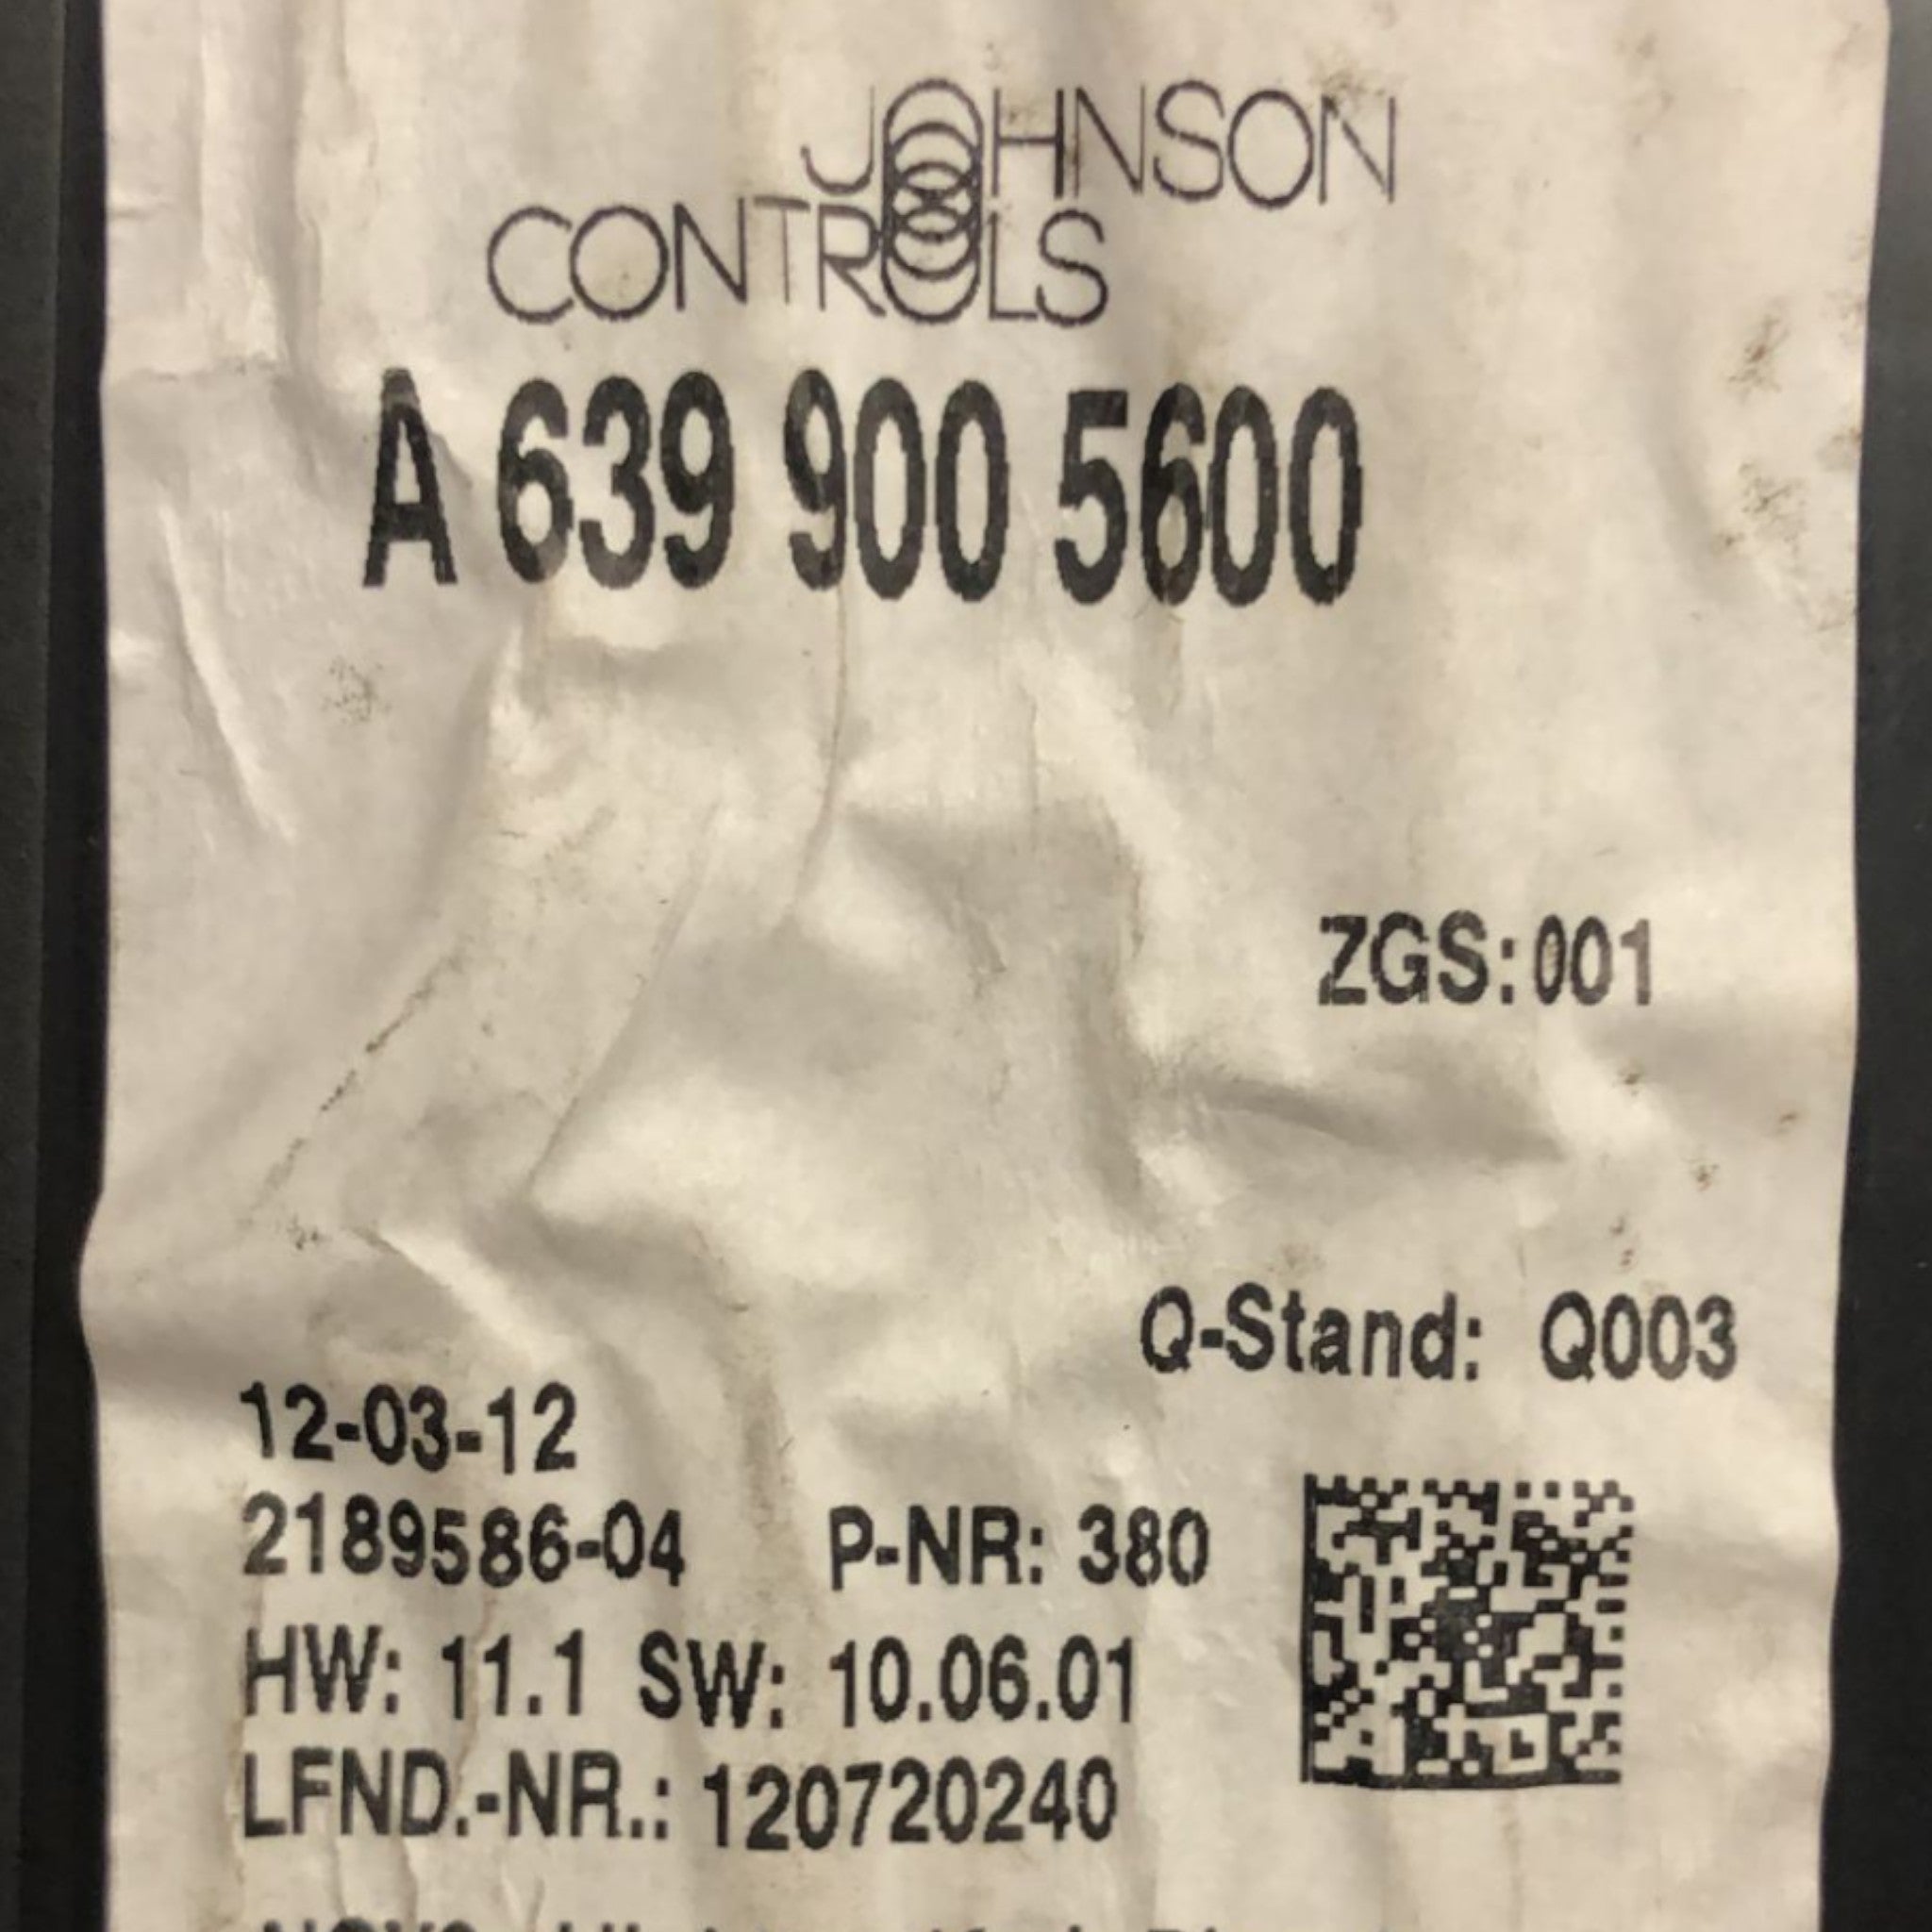 JOHNSON
CONTROLS
A 639 900 5600
ZGS:001
Q-Stand: Q003
12-03-12
2189586-04 P-NR: 380
HW: 11.1 SW: 10.06.01
LFND.-NR.: 120720240